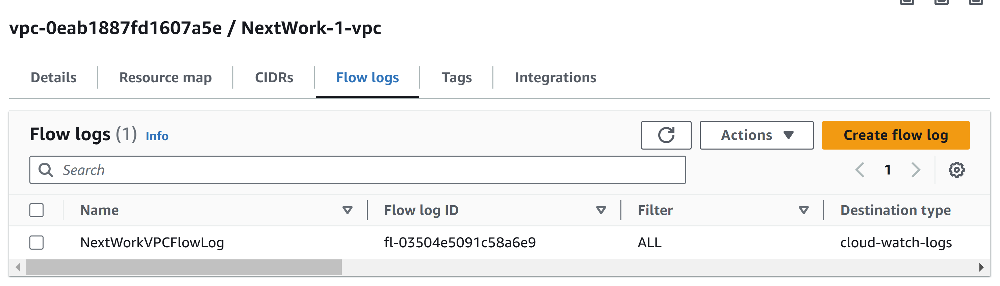 vpc-0eab1887fd1607a5e / NextWork-1-vpc
Details Resource map CIDRs Flow logs Tags Integrations
Flow logs (1) Info Actions Create flow log
Search 1
Name Flow log ID Filter Destination type
NextWorkVPCFlowLog fl-03504e5091c58a6e9 ALL cloud-watch-logs